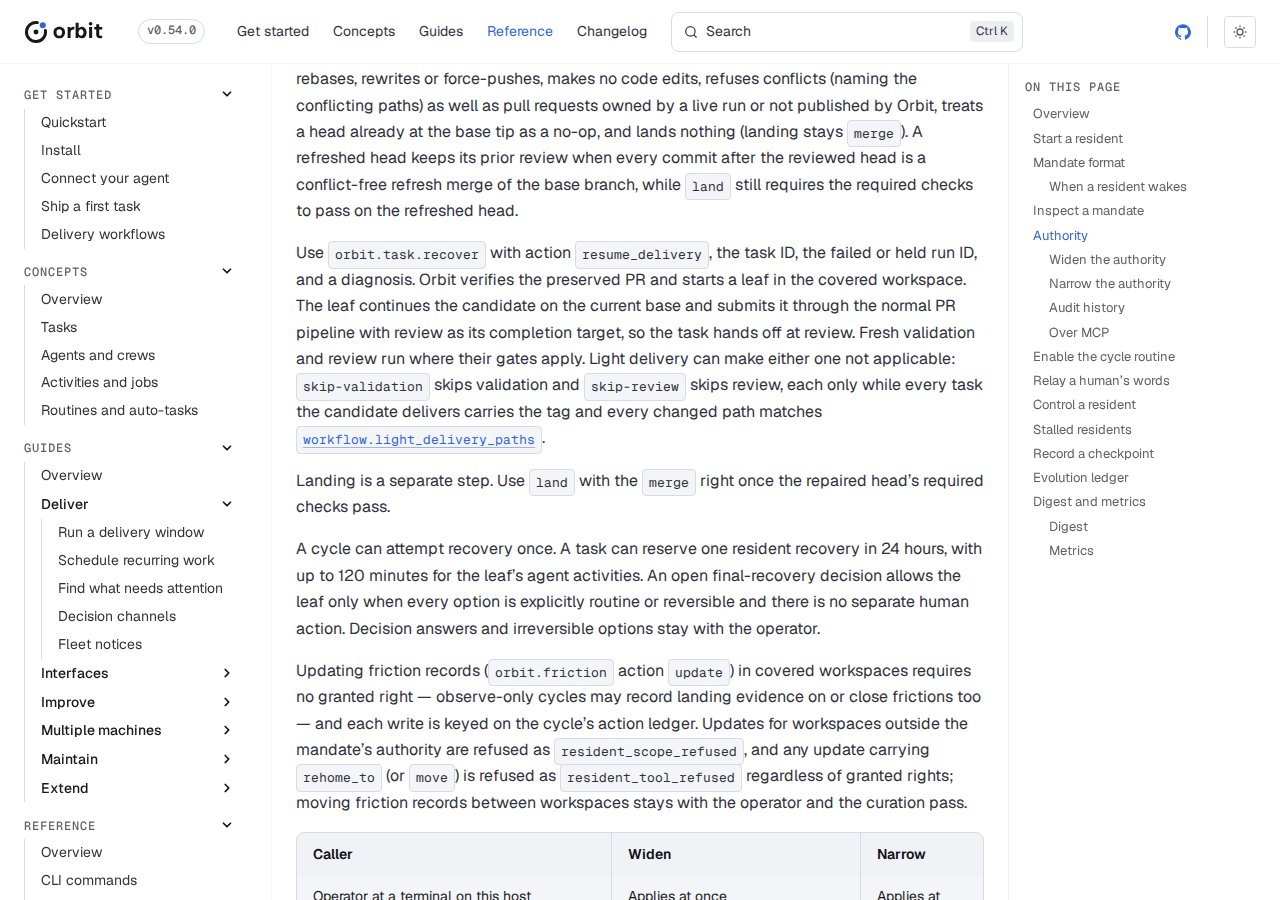 orbit
v0.54.0
Get started
Concepts
Guides
Reference
Changelog
Search
Ctrl K
GET STARTED
Quickstart
Install
Connect your agent
Ship a first task
Delivery workflows
CONCEPTS
Overview
Tasks
Agents and crews
Activities and jobs
Routines and auto-tasks
GUIDES
Overview
Deliver
Run a delivery window
Schedule recurring work
Find what needs attention
Decision channels
Fleet notices
Interfaces
Improve
Multiple machines
Maintain
Extend
REFERENCE
Overview
CLI commands
rebases, rewrites or force-pushes, makes no code edits, refuses conflicts (naming the
conflicting paths) as well as pull requests owned by a live run or not published by Orbit, treats
a head already at the base tip as a no-op, and lands nothing (landing stays merge). A
refreshed head keeps its prior review when every commit after the reviewed head is a
conflict-free refresh merge of the base branch, while land still requires the required checks
to pass on the refreshed head.
Use orbit.task.recover with action resume_delivery, the task ID, the failed or held run ID,
and a diagnosis. Orbit verifies the preserved PR and starts a leaf in the covered workspace.
The leaf continues the candidate on the current base and submits it through the normal PR
pipeline with review as its completion target, so the task hands off at review. Fresh validation
and review run where their gates apply. Light delivery can make either one not applicable:
skip-validation skips validation and skip-review skips review, each only while every task
the candidate delivers carries the tag and every changed path matches
workflow.light_delivery_paths.
Landing is a separate step. Use land with the merge right once the repaired head’s required
checks pass.
A cycle can attempt recovery once. A task can reserve one resident recovery in 24 hours, with
up to 120 minutes for the leaf’s agent activities. An open final-recovery decision allows the
leaf only when every option is explicitly routine or reversible and there is no separate human
action. Decision answers and irreversible options stay with the operator.
Updating friction records (orbit.friction action update) in covered workspaces requires
no granted right — observe-only cycles may record landing evidence on or close frictions too
— and each write is keyed on the cycle’s action ledger. Updates for workspaces outside the
mandate’s authority are refused as resident_scope_refused, and any update carrying
rehome_to (or move) is refused as resident_tool_refused regardless of granted rights;
moving friction records between workspaces stays with the operator and the curation pass.
Caller
Widen
Narrow
Operator at a terminal on this host
Applies at once
Applies at
ON THIS PAGE
Overview
Start a resident
Mandate format
When a resident wakes
Inspect a mandate
Authority
Widen the authority
Narrow the authority
Audit history
Over MCP
Enable the cycle routine
Relay a human’s words
Control a resident
Stalled residents
Record a checkpoint
Evolution ledger
Digest and metrics
Digest
Metrics